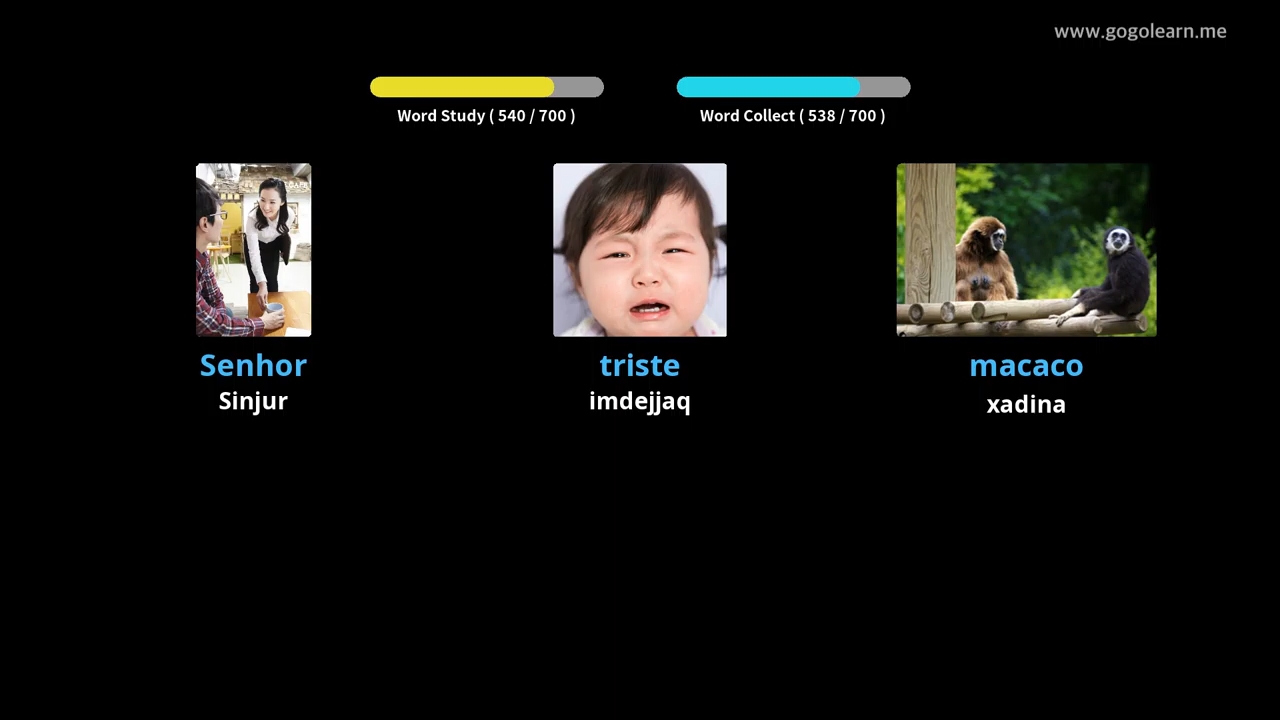 www.gogolearn.me
Word Study ( 540 / 700 )
Word Collect ( 538 / 700 )
Senhor
triste
macaco
Sinjur
imdejjaq
xadina